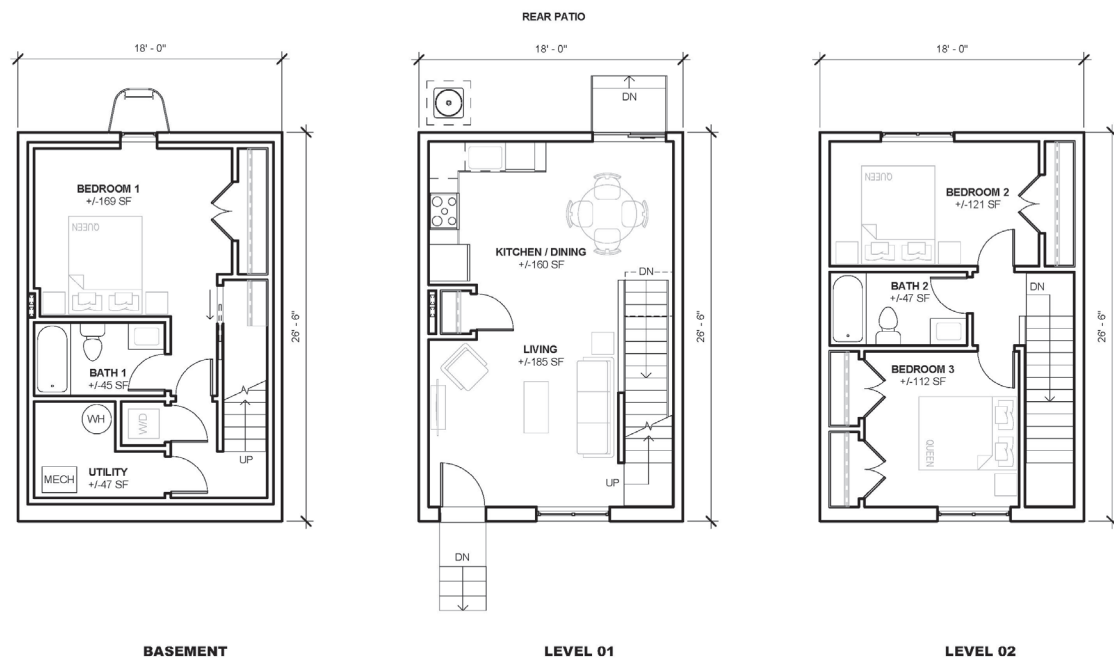 REAR PATIO
18' - 0"
18' - 0"
18' - 0"
BEDROOM 1
+/-169 SF
QUEEN
26' - 6"
BATH 1
+/-45 SF
WH
W/D
UP
UTILITY
+/-47 SF
MECH
BASEMENT
DN
KITCHEN / DINING
+/-160 SF
DN
26' - 6"
LIVING
+/-185 SF
UP
DN
LEVEL 01
QUEEN
BEDROOM 2
+/-121 SF
DN
BATH 2
+/-47 SF
26' - 6"
BEDROOM 3
+/-112 SF
QUEEN
LEVEL 02